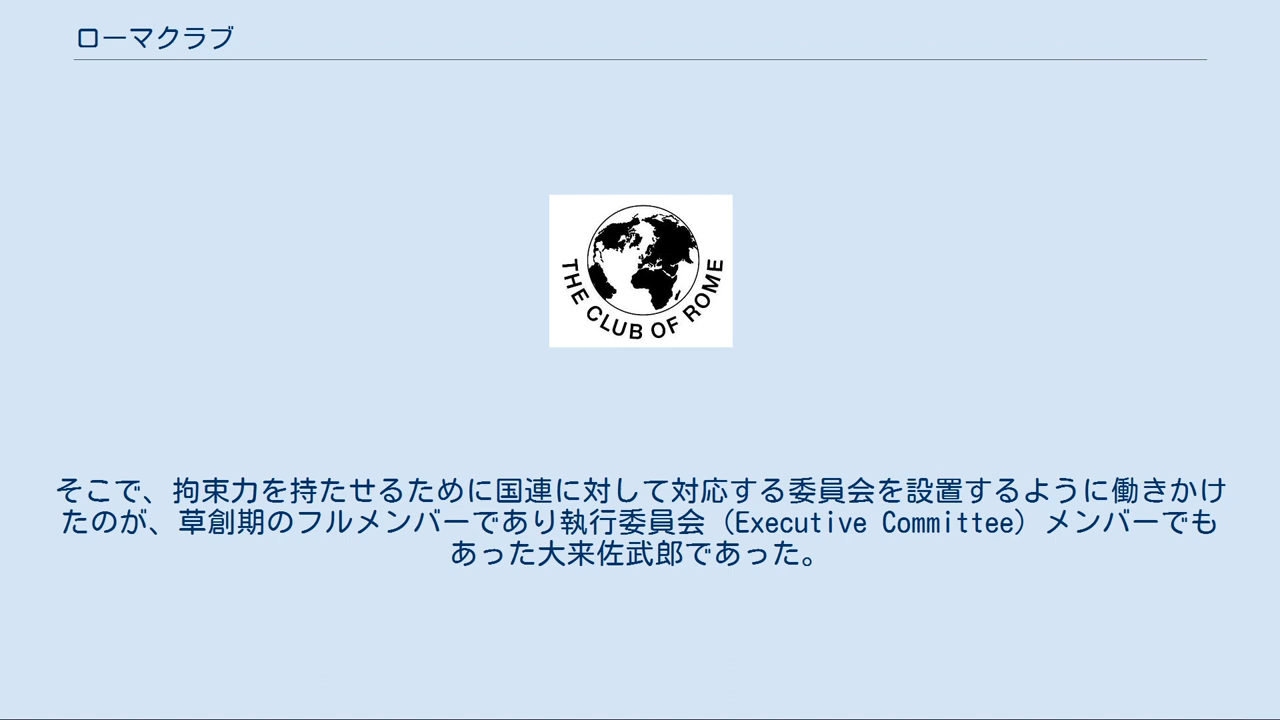 ローマクラブ
THE CLUB OF ROME
そこで、拘束力を持たせるために国連に対して対応する委員会を設置するように働きかけ
たのが、草創期のフルメンバーであり執行委員会（Executive Committee）メンバーでも
あった大来佐武郎であった。